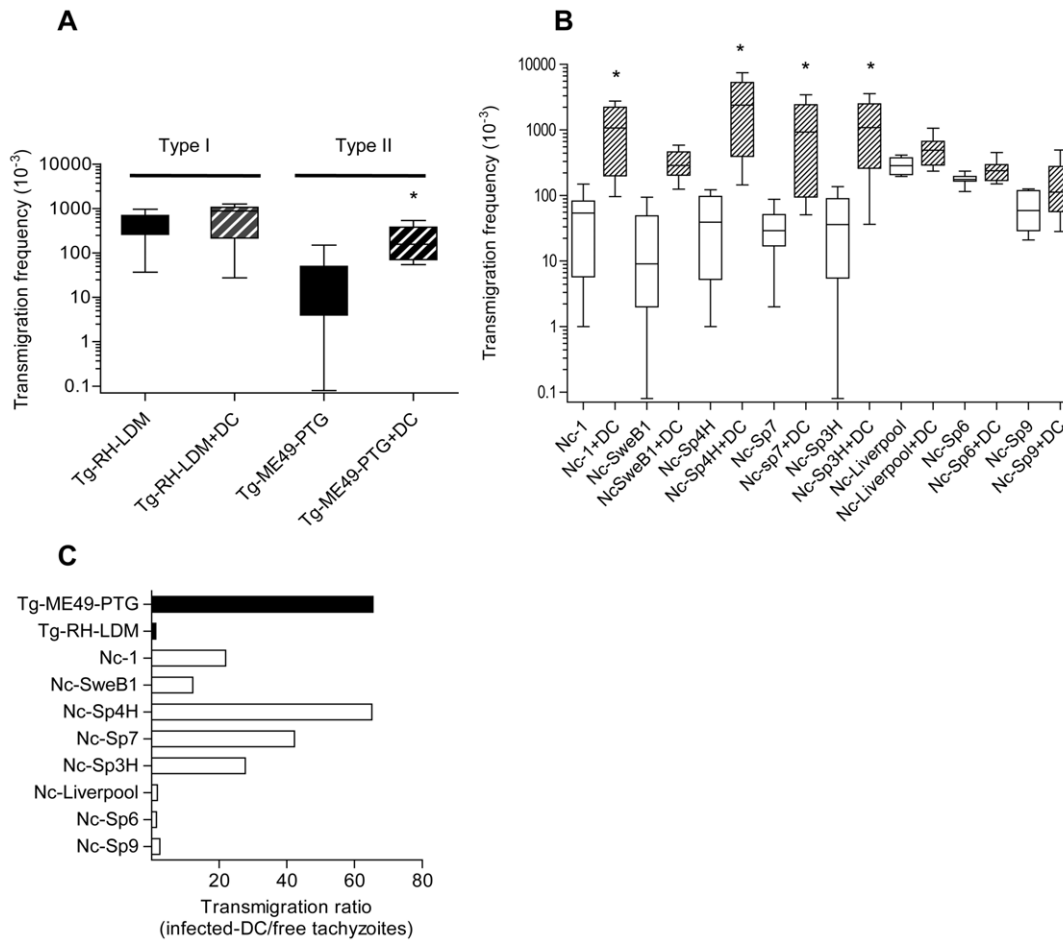 A
Type I
Type II
Transmigration frequency (10⁻³)
10000
1000
100
10
1
0.1
*
Tg-RH-LDM
Tg-RH-LDM+DC
Tg-ME49-PTG
Tg-ME49-PTG+DC
B
Transmigration frequency (10⁻³)
10000
1000
100
10
1
0.1
*
*
*
*
Nc-1
Nc-1+DC
Nc-SweB1
NcSweB1+DC
Nc-Sp4H
Nc-Sp4H+DC
Nc-Sp7
Nc-sp7+DC
Nc-Sp3H
Nc-Sp3H+DC
Nc-Liverpool
Nc-Liverpool+DC
Nc-Sp6
Nc-Sp6+DC
Nc-Sp9
Nc-Sp9+DC
C
Tg-ME49-PTG
Tg-RH-LDM
Nc-1
Nc-SweB1
Nc-Sp4H
Nc-Sp7
Nc-Sp3H
Nc-Liverpool
Nc-Sp6
Nc-Sp9
20 40 60 80
Transmigration ratio
(infected-DC/free tachyzoites)